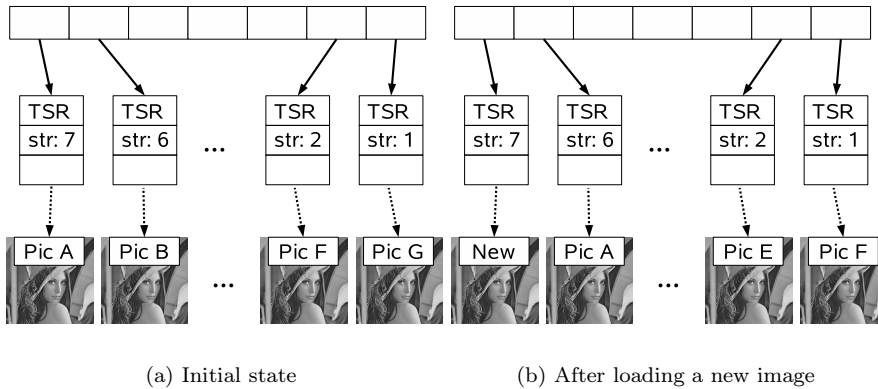 TSR TSR TSR TSR TSR TSR TSR TSR
str: 7 str: 6 ... str: 2 str: 1 str: 7 str: 6 ... str: 2 str: 1
Pic A Pic B ... Pic F Pic G New Pic A ... Pic E Pic F
(a) Initial state (b) After loading a new image